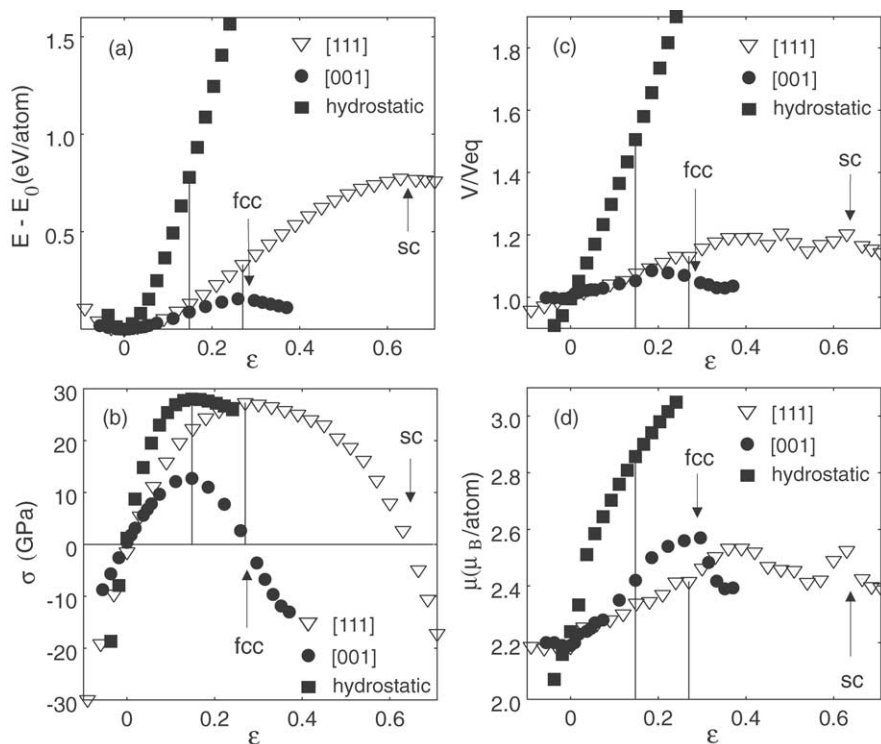 (a)
[111]
[001]
hydrostatic
1.5
1.0
0.5
E - E0(eV/atom)
fcc
sc
0 0.2 0.4 0.6
ε
(c)
[111]
[001]
hydrostatic
1.8
1.6
1.4
1.2
1.0
V/Veq
fcc
sc
0 0.2 0.4 0.6
ε
(b)
30
20
10
0
-10
-20
-30
σ (GPa)
sc
fcc
[111]
[001]
hydrostatic
0 0.2 0.4 0.6
ε
(d)
[111]
[001]
hydrostatic
3.0
2.8
2.6
2.4
2.2
2.0
μ(μB/atom)
fcc
sc
0 0.2 0.4 0.6
ε